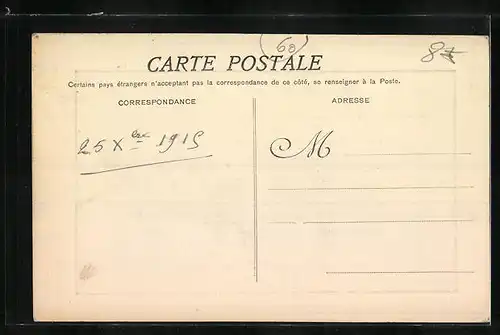 (60)
87
CARTE POSTALE
Certains pays étrangers n'acceptant pas la correspondance de ce côté, se renseigner à la Poste.
CORRESPONDANCE
ADRESSE
25 Xbre 1915
M